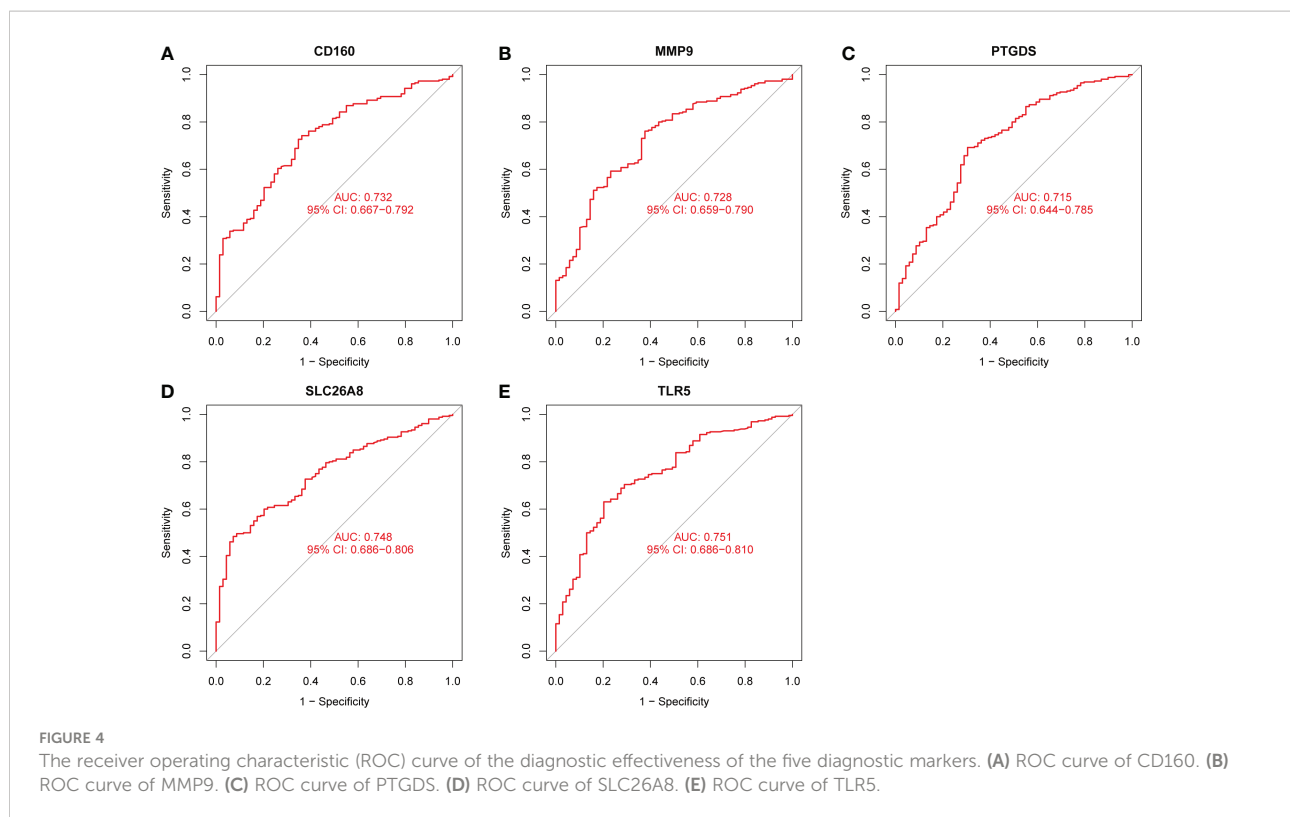 A
CD160
Sensitivity
1.0
0.8
0.6
0.4
0.2
0.0
AUC: 0.732
95% CI: 0.667−0.792
0.0 0.2 0.4 0.6 0.8 1.0
1 − Specificity
B
MMP9
Sensitivity
1.0
0.8
0.6
0.4
0.2
0.0
AUC: 0.728
95% CI: 0.659−0.790
0.0 0.2 0.4 0.6 0.8 1.0
1 − Specificity
C
PTGDS
Sensitivity
1.0
0.8
0.6
0.4
0.2
0.0
AUC: 0.715
95% CI: 0.644−0.785
0.0 0.2 0.4 0.6 0.8 1.0
1 − Specificity
D
SLC26A8
Sensitivity
1.0
0.8
0.6
0.4
0.2
0.0
AUC: 0.748
95% CI: 0.686−0.806
0.0 0.2 0.4 0.6 0.8 1.0
1 − Specificity
E
TLR5
Sensitivity
1.0
0.8
0.6
0.4
0.2
0.0
AUC: 0.751
95% CI: 0.686−0.810
0.0 0.2 0.4 0.6 0.8 1.0
1 − Specificity
FIGURE 4
The receiver operating characteristic (ROC) curve of the diagnostic effectiveness of the five diagnostic markers. (A) ROC curve of CD160. (B)
ROC curve of MMP9. (C) ROC curve of PTGDS. (D) ROC curve of SLC26A8. (E) ROC curve of TLR5.